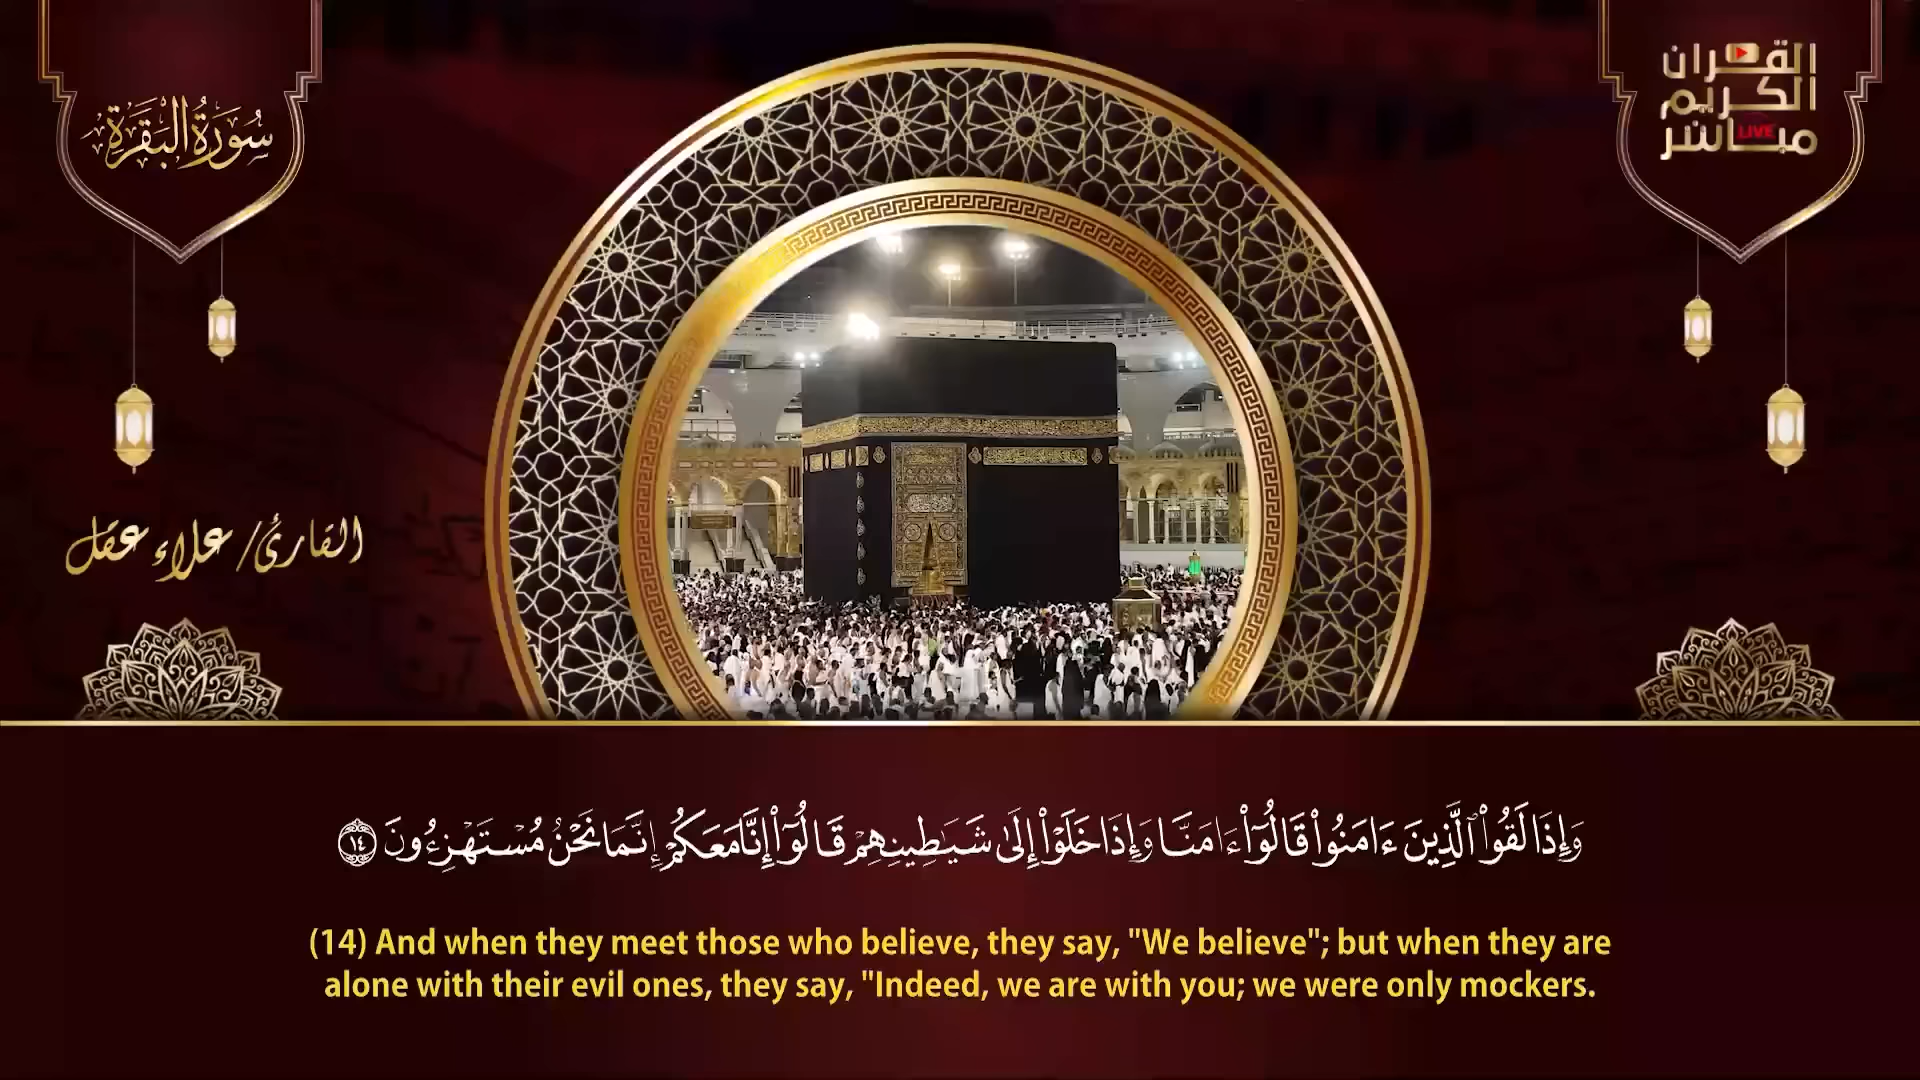 سُورَةُ البَقَرَة
القران
الكريم
مباشر
LIVE
القارئ/ علاء عقل
وَإِذَا لَقُوا۟ ٱلَّذِينَ ءَامَنُوا۟ قَالُوٓا۟ ءَامَنَّا وَإِذَا خَلَوْا۟ إِلَىٰ شَيَـٰطِينِهِمْ قَالُوٓا۟ إِنَّا مَعَكُمْ إِنَّمَا نَحْنُ مُسْتَهْزِءُونَ ١٤
(14) And when they meet those who believe, they say, "We believe"; but when they are
alone with their evil ones, they say, "Indeed, we are with you; we were only mockers.